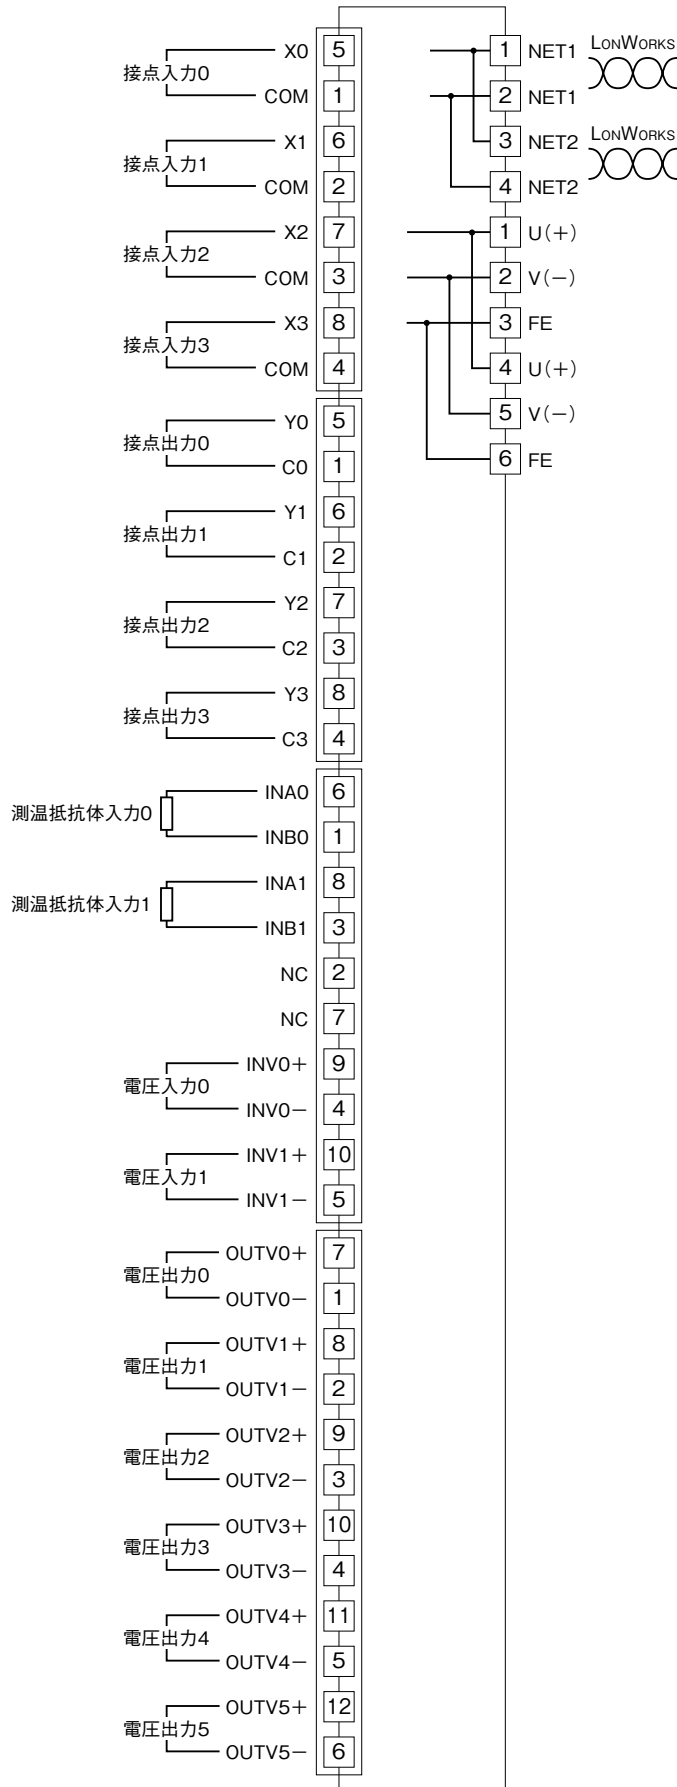 X0 5
接点入力0
COM 1
X1 6
接点入力1
COM 2
X2 7
接点入力2
COM 3
X3 8
接点入力3
COM 4
Y0 5
接点出力0
C0 1
Y1 6
接点出力1
C1 2
Y2 7
接点出力2
C2 3
Y3 8
接点出力3
C3 4
INA0 6
測温抵抗体入力0
INB0 1
INA1 8
測温抵抗体入力1
INB1 3
NC 2
NC 7
INV0+ 9
電圧入力0
INV0− 4
INV1+ 10
電圧入力1
INV1− 5
OUTV0+ 7
電圧出力0
OUTV0− 1
OUTV1+ 8
電圧出力1
OUTV1− 2
OUTV2+ 9
電圧出力2
OUTV2− 3
OUTV3+ 10
電圧出力3
OUTV3− 4
OUTV4+ 11
電圧出力4
OUTV4− 5
OUTV5+ 12
電圧出力5
OUTV5− 6
1 NET1 LONWORKS
2 NET1
3 NET2 LONWORKS
4 NET2
1 U(+)
2 V(−)
3 FE
4 U(+)
5 V(−)
6 FE